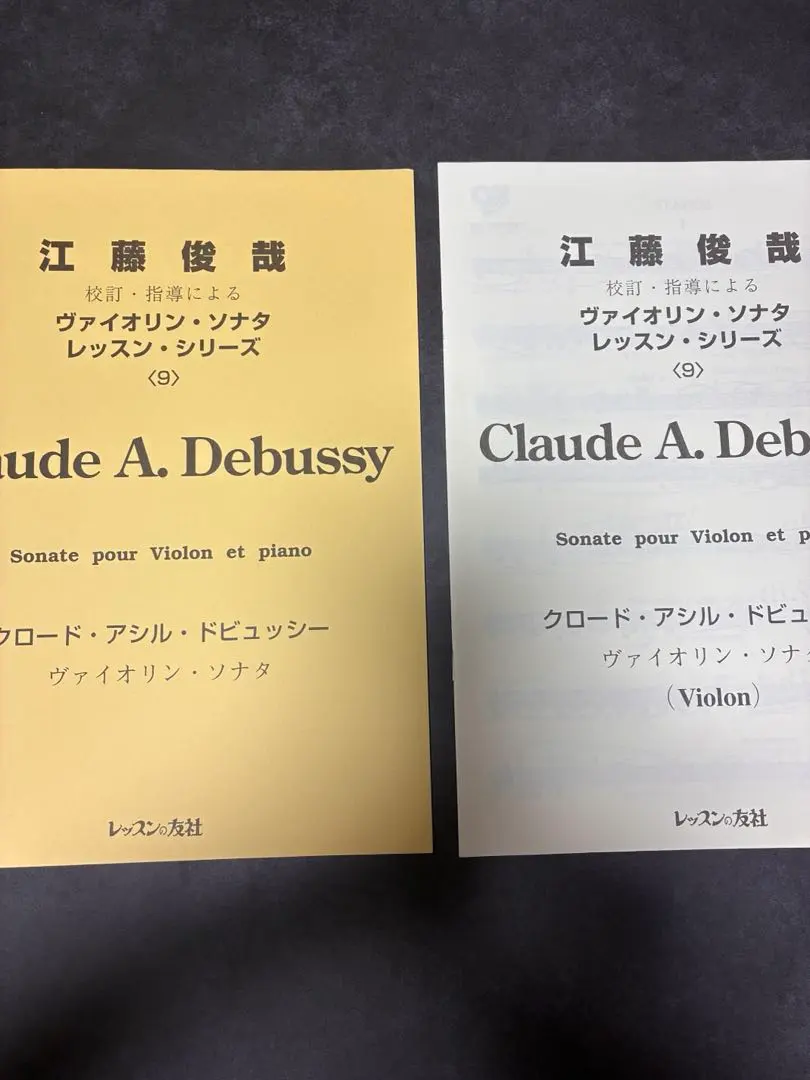 江藤俊哉
校訂・指導による
ヴァイオリン・ソナタ
レッスン・シリーズ
〈9〉
aude A. Debussy
Sonate pour Violon et piano
クロード・アシル・ドビュッシー
ヴァイオリン・ソナタ
レッスンの友社
江藤俊哉
校訂・指導による
ヴァイオリン・ソナタ
レッスン・シリーズ
〈9〉
Claude A. Deb
Sonate pour Violon et p
クロード・アシル・ドビュ
ヴァイオリン・ソナタ
(Violon)
レッスンの友社